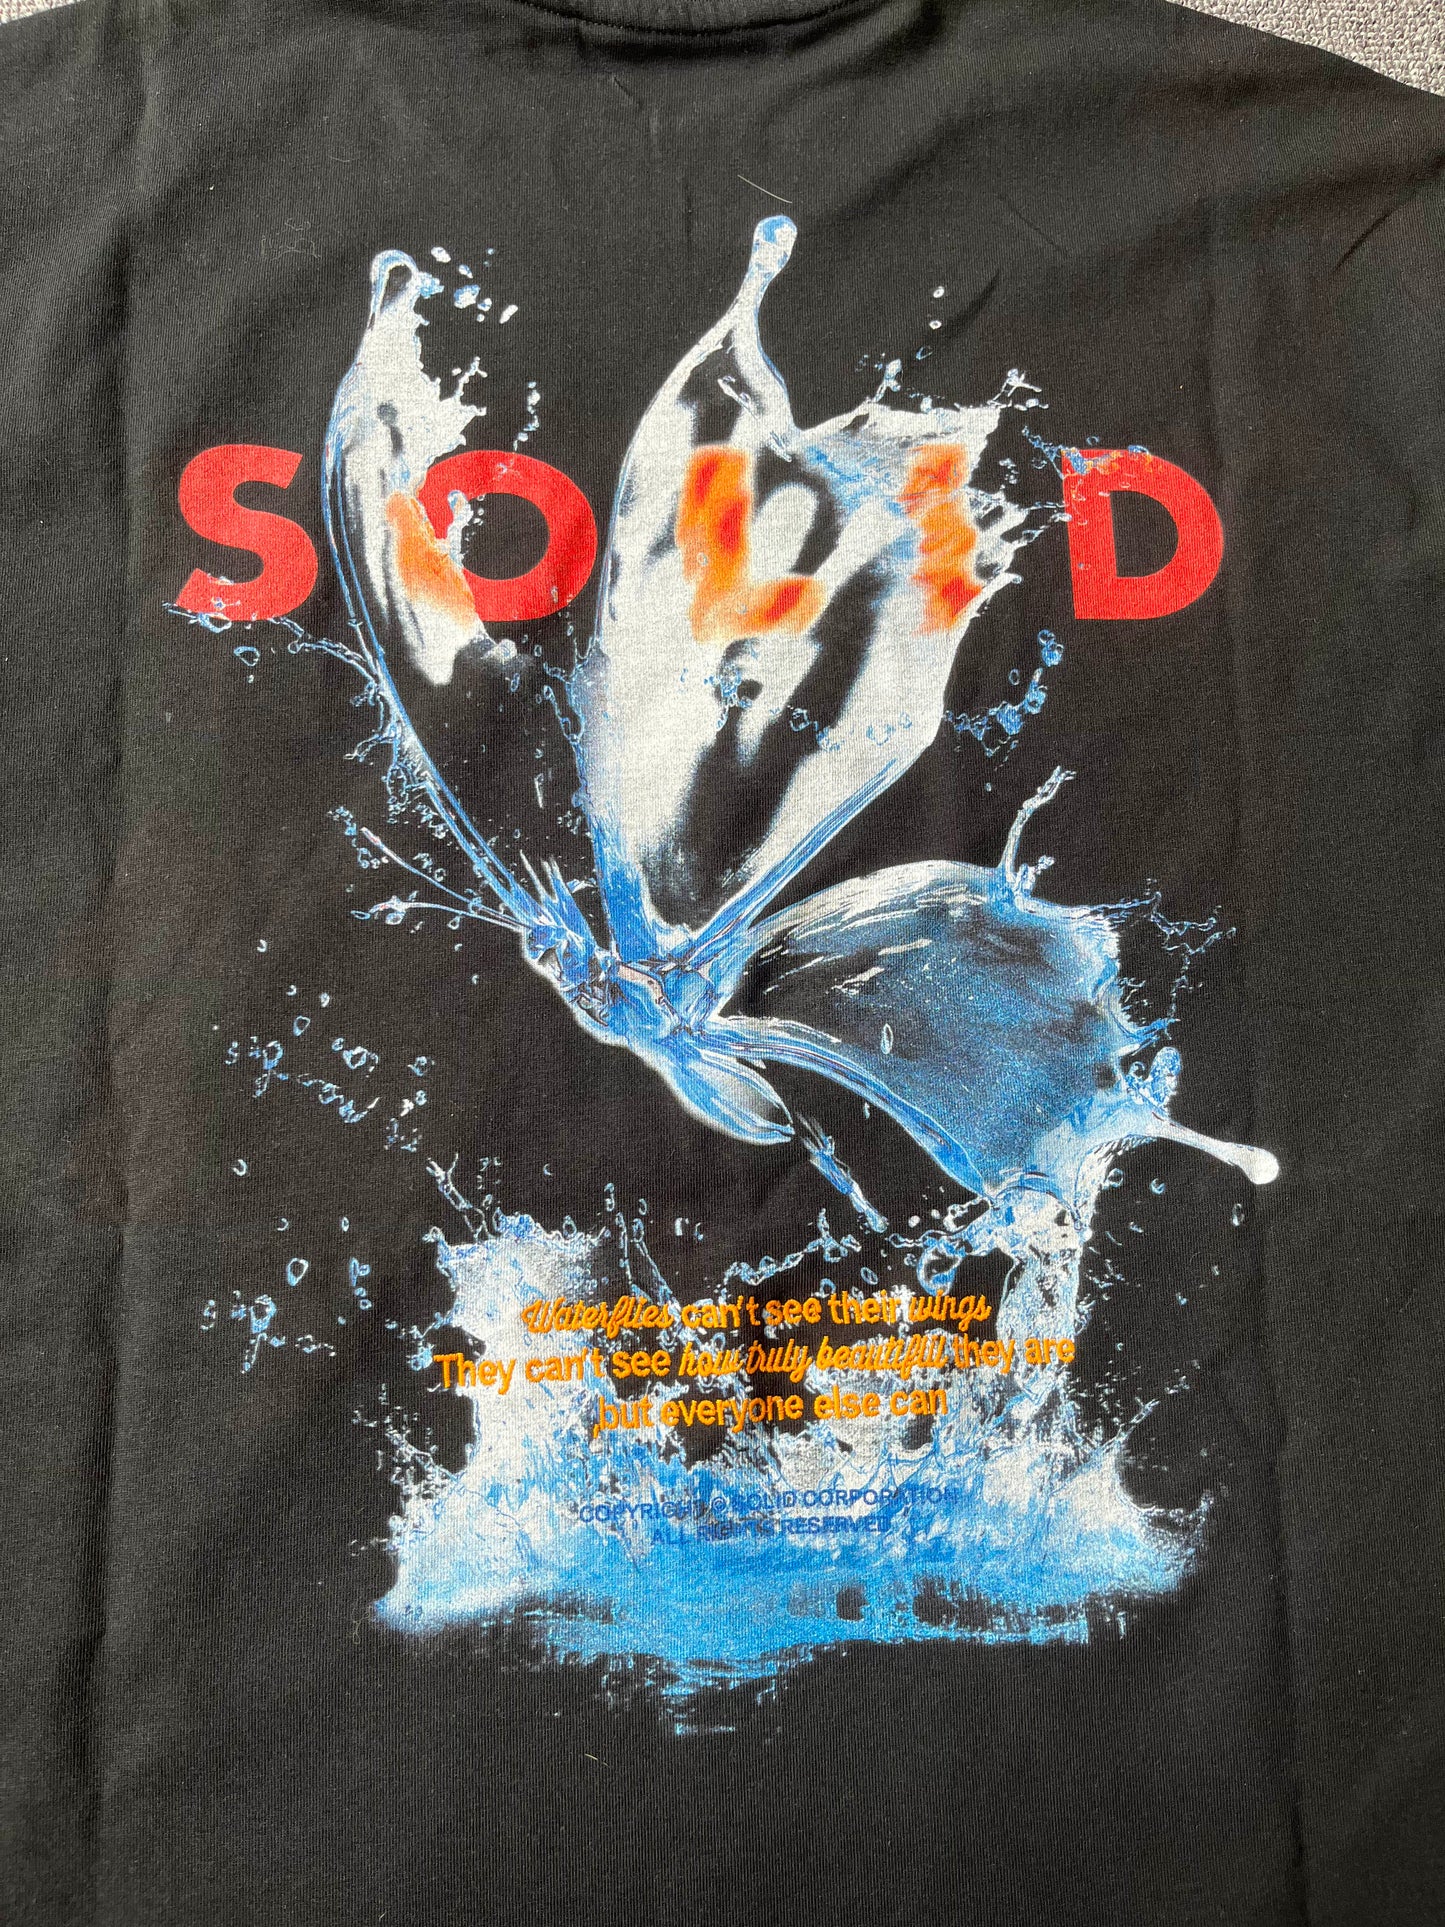 SOLID
Waterflies can't see their wings
They can't see how truly beautiful they are
,but everyone else can
COPYRIGHT © SOLID CORPORATION
ALL RIGHTS RESERVED